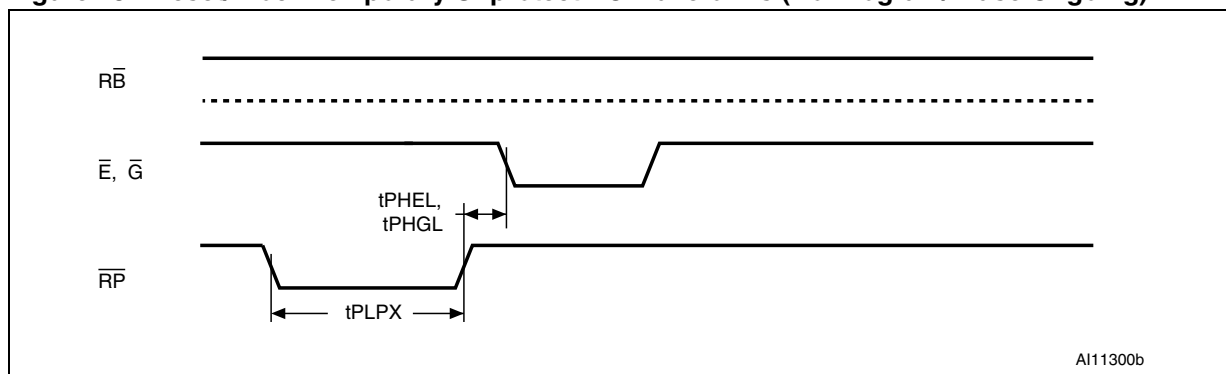 RB̅
E̅, G̅
tPHEL,
tPHGL
R̅P̅
tPLPX
AI11300b